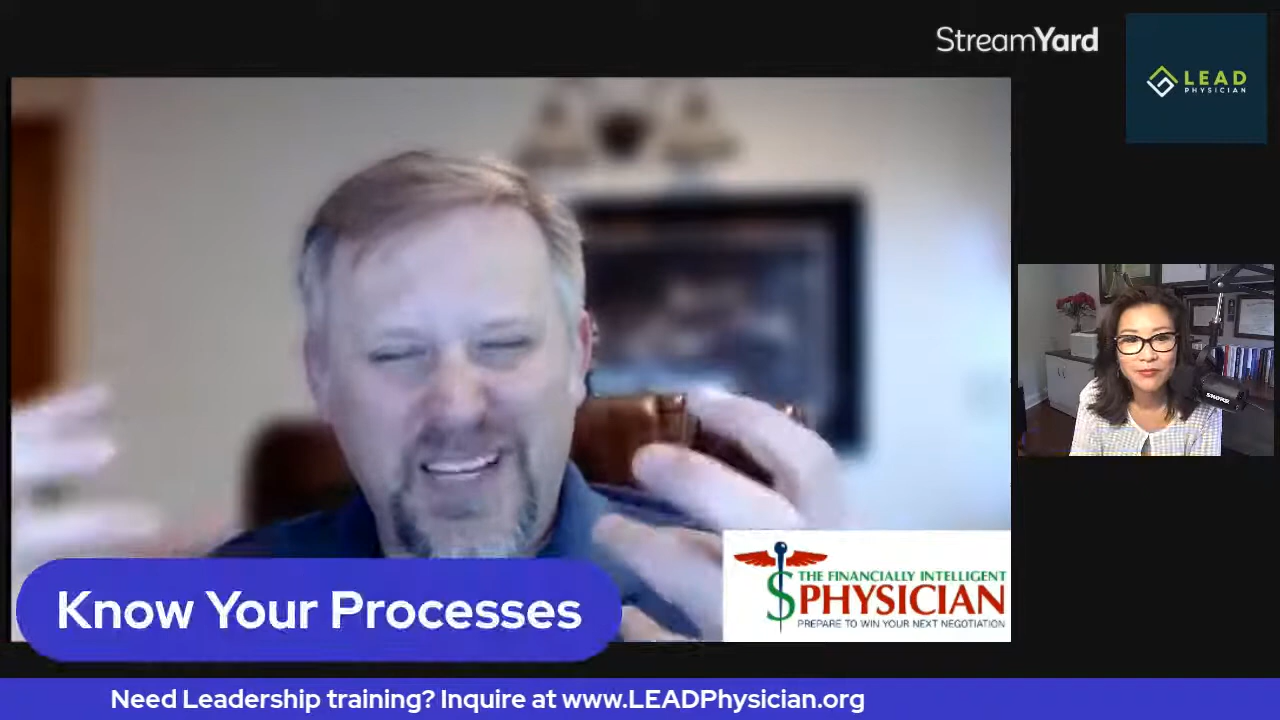 StreamYard
LEAD
PHYSICIAN
SHURE
THE FINANCIALLY INTELLIGENT
PHYSICIAN
PREPARE TO WIN YOUR NEXT NEGOTIATION
Know Your Processes
Need Leadership training? Inquire at www.LEADPhysician.org